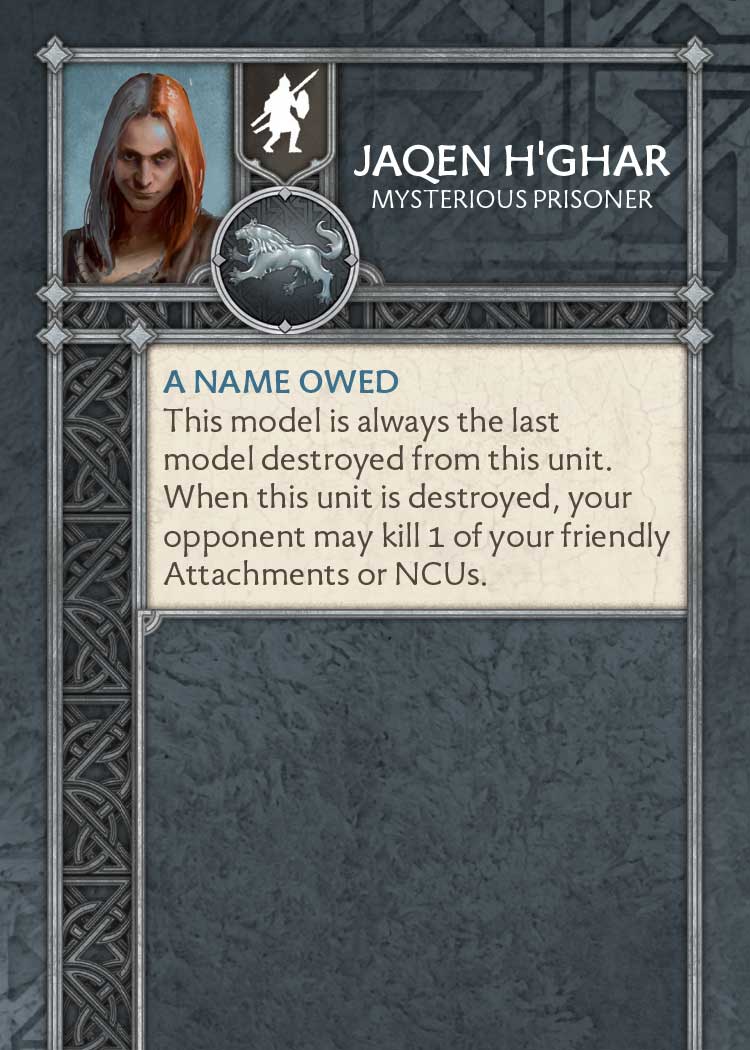 JAQEN H'GHAR
MYSTERIOUS PRISONER
A NAME OWED
This model is always the last
model destroyed from this unit.
When this unit is destroyed, your
opponent may kill 1 of your friendly
Attachments or NCUs.